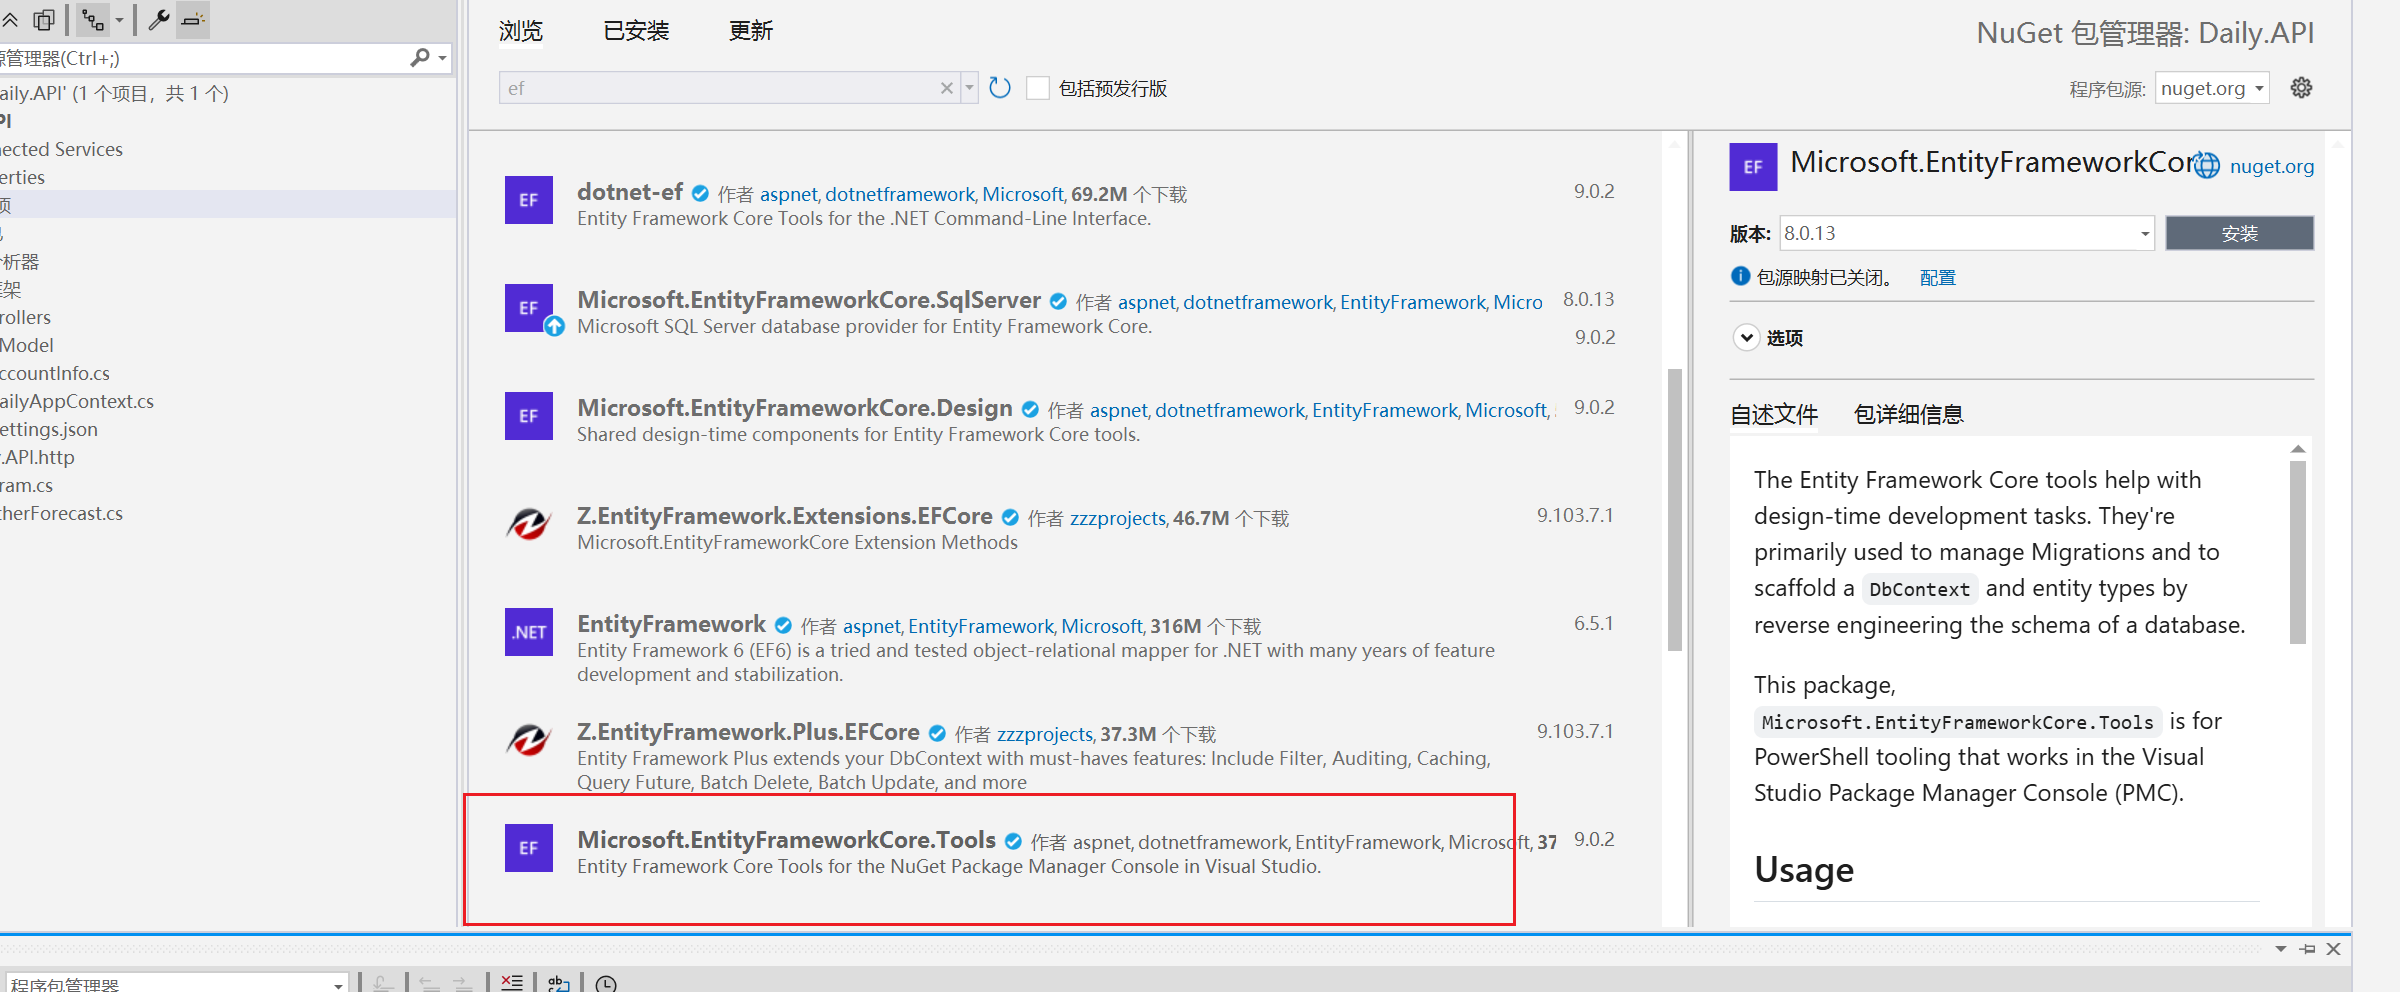 浏览
已安装
更新
NuGet 包管理器: Daily.API
源管理器(Ctrl+;)
ef
包括预发行版
程序包源: nuget.org
aily.API' (1 个项目，共 1 个)
PI
nected Services
erties
项
析器
框架
rollers
Model
ccountInfo.cs
ailyAppContext.cs
ettings.json
.API.http
ram.cs
therForecast.cs
EF
dotnet-ef 作者 aspnet, dotnetframework, Microsoft, 69.2M 个下载
9.0.2
Entity Framework Core Tools for the .NET Command-Line Interface.
EF
Microsoft.EntityFrameworkCore.SqlServer 作者 aspnet, dotnetframework, EntityFramework, Micro
8.0.13
Microsoft SQL Server database provider for Entity Framework Core.
9.0.2
EF
Microsoft.EntityFrameworkCore.Design 作者 aspnet, dotnetframework, EntityFramework, Microsoft,
9.0.2
Shared design-time components for Entity Framework Core tools.
Z.EntityFramework.Extensions.EFCore 作者 zzzprojects, 46.7M 个下载
9.103.7.1
Microsoft.EntityFrameworkCore Extension Methods
.NET
EntityFramework 作者 aspnet, EntityFramework, Microsoft, 316M 个下载
6.5.1
Entity Framework 6 (EF6) is a tried and tested object-relational mapper for .NET with many years of feature
development and stabilization.
Z.EntityFramework.Plus.EFCore 作者 zzzprojects, 37.3M 个下载
9.103.7.1
Entity Framework Plus extends your DbContext with must-haves features: Include Filter, Auditing, Caching,
Query Future, Batch Delete, Batch Update, and more
EF
Microsoft.EntityFrameworkCore.Tools 作者 aspnet, dotnetframework, EntityFramework, Microsoft, 37
9.0.2
Entity Framework Core Tools for the NuGet Package Manager Console in Visual Studio.
EF
Microsoft.EntityFrameworkCor
nuget.org
版本: 8.0.13
安装
包源映射已关闭。 配置
选项
自述文件
包详细信息
The Entity Framework Core tools help with
design-time development tasks. They're
primarily used to manage Migrations and to
scaffold a DbContext and entity types by
reverse engineering the schema of a database.
This package,
Microsoft.EntityFrameworkCore.Tools is for
PowerShell tooling that works in the Visual
Studio Package Manager Console (PMC).
Usage
程序包管理器